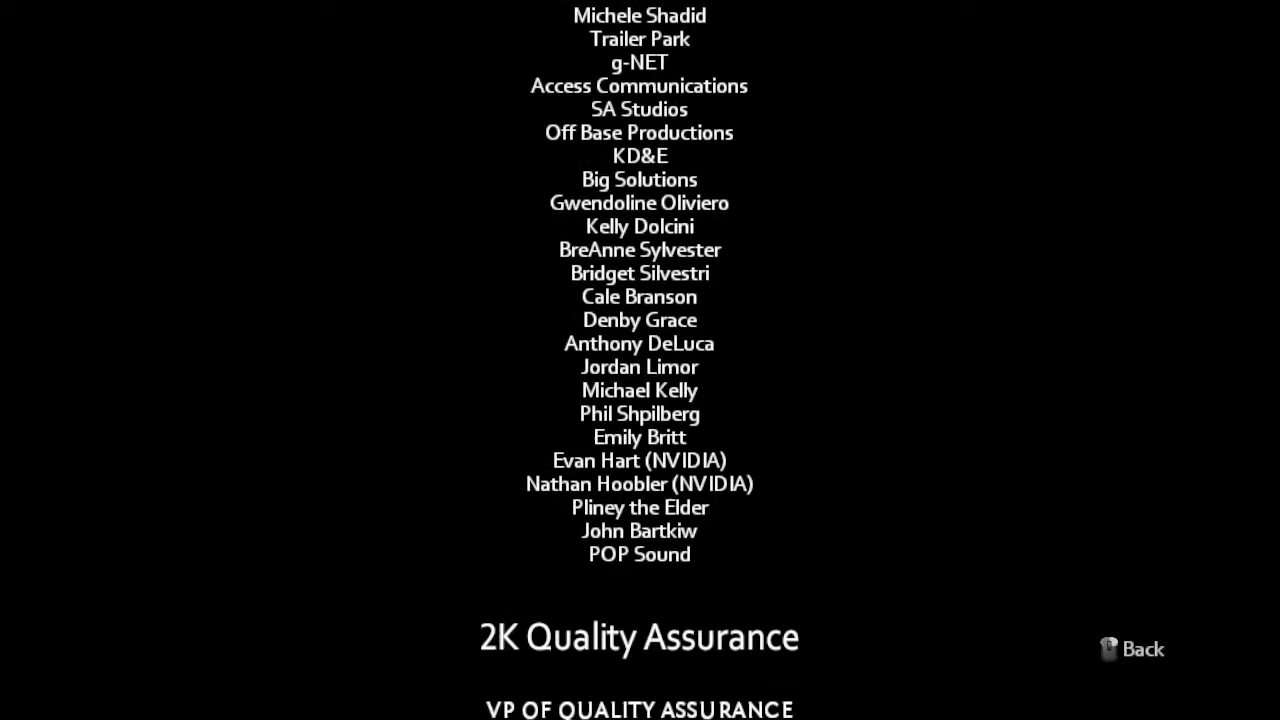 Michele Shadid
Trailer Park
g-NET
Access Communications
SA Studios
Off Base Productions
KD&E
Big Solutions
Gwendoline Oliviero
Kelly Dolcini
BreAnne Sylvester
Bridget Silvestri
Cale Branson
Denby Grace
Anthony DeLuca
Jordan Limor
Michael Kelly
Phil Shpilberg
Emily Britt
Evan Hart (NVIDIA)
Nathan Hoobler (NVIDIA)
Pliney the Elder
John Bartkiw
POP Sound
2K Quality Assurance
Back
VP OF QUALITY ASSURANCE